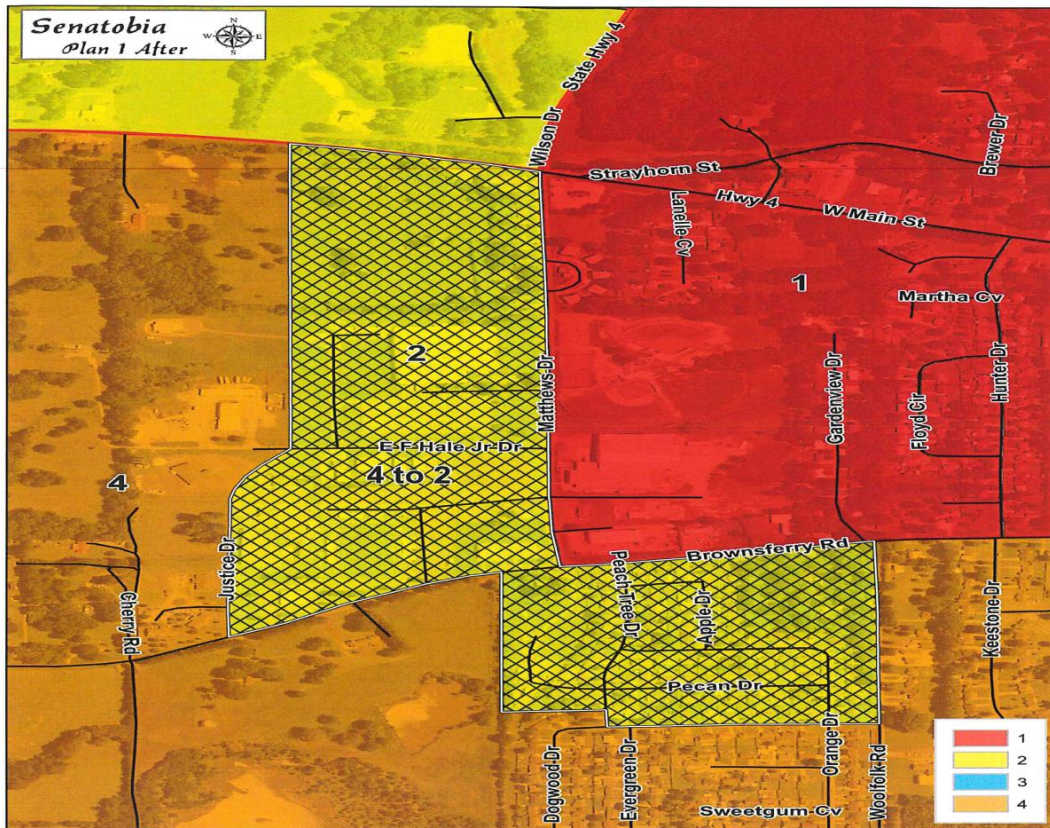 Senatobia
Plan 1 After
N
W
E
S
State Hwy 4
Wilson Dr
Strayhorn St
Brewer Dr
Lanelle Cv
Hwy 4
W Main St
1
Martha Cv
2
Matthews Dr
Gardenview Dr
Floyd Cir
Hunter Dr
E F Hale Jr Dr
4 to 2
4
Justice Dr
Brownsferry Rd
Cherry Rd
Peach Tree Dr
Apple Dr
Keestone Dr
Pecan Dr
Dogwood Dr
Evergreen Dr
Orange Dr
Woolfolk Rd
Sweetgum Cv
1
2
3
4